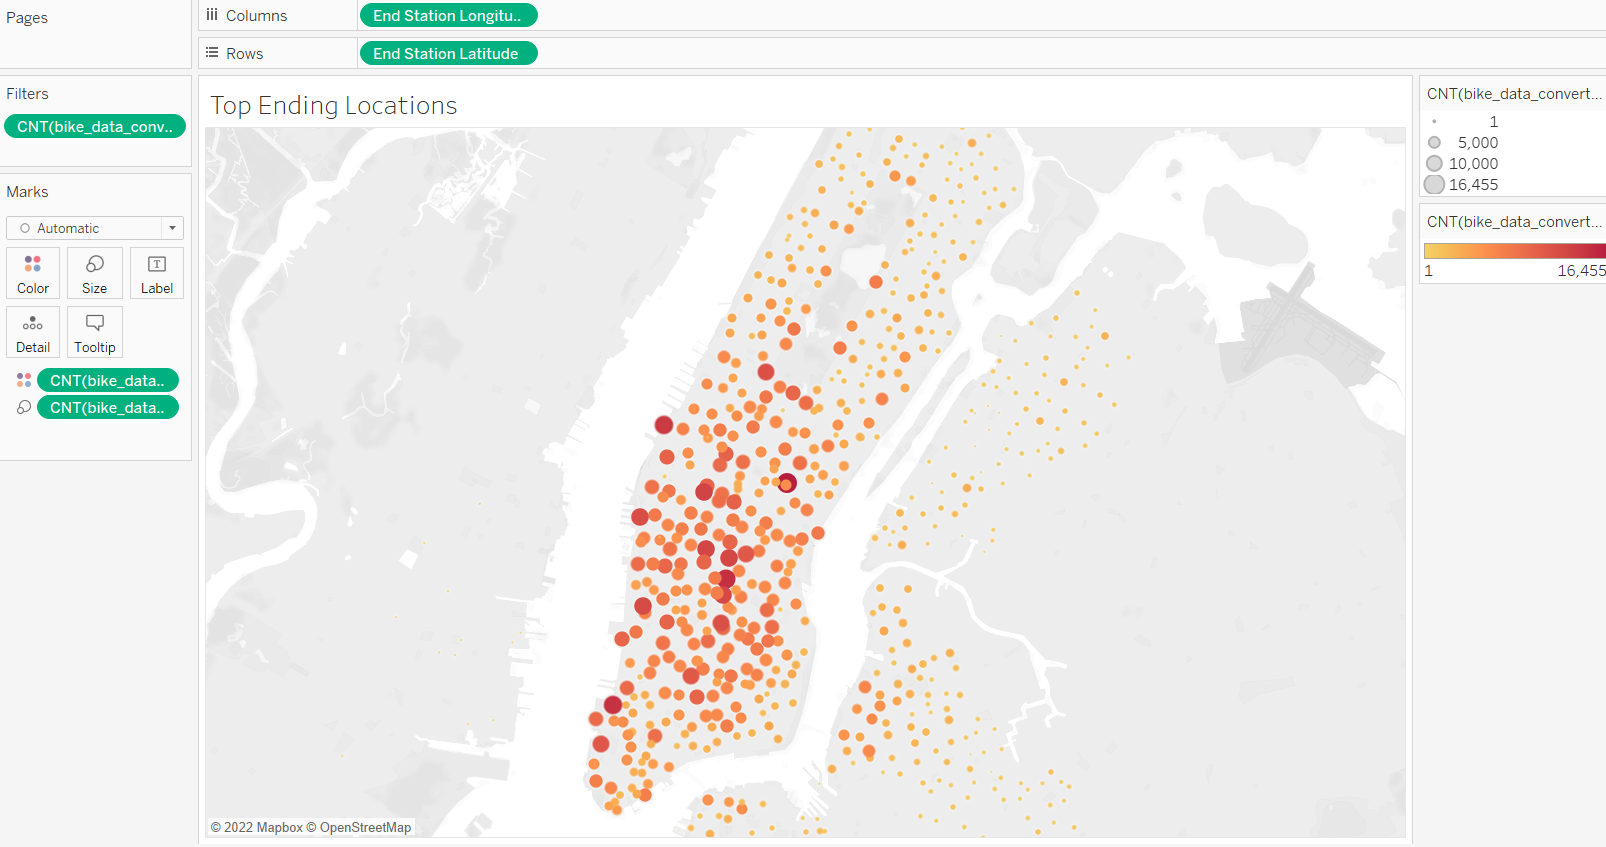 Pages
Columns
End Station Longitu..
Rows
End Station Latitude
Filters
CNT(bike_data_conv..
Marks
Automatic
Color
Size
Label
Detail
Tooltip
CNT(bike_data..
CNT(bike_data..
Top Ending Locations
© 2022 Mapbox © OpenStreetMap
CNT(bike_data_convert...
1
5,000
10,000
16,455
CNT(bike_data_convert...
1
16,455